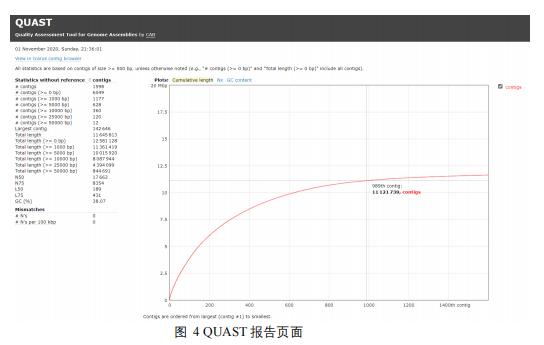 QUAST
Quality Assessment Tool for Genome Assemblies by CAB
01 November 2020, Sunday, 21:36:01
View in Icarus contig browser
All statistics are based on contigs of size >= 500 bp, unless otherwise noted (e.g., "# contigs (>= 0 bp)" and "Total length (>= 0 bp)" include all contigs).
Statistics without reference contigs
# contigs 1598
# contigs (>= 0 bp) 6049
# contigs (>= 1000 bp) 1177
# contigs (>= 5000 bp) 628
# contigs (>= 10000 bp) 360
# contigs (>= 25000 bp) 120
# contigs (>= 50000 bp) 12
Largest contig 142 646
Total length 11 645 813
Total length (>= 0 bp) 12 581 128
Total length (>= 1000 bp) 11 361 419
Total length (>= 5000 bp) 10 015 920
Total length (>= 10000 bp) 8 087 944
Total length (>= 25000 bp) 4 394 099
Total length (>= 50000 bp) 844 691
N50 17 662
N75 8154
L50 189
L75 431
GC (%) 38.07
Mismatches
# N's 0
# N's per 100 kbp 0
Plots: Cumulative length Nx GC content
20 Mbp
17.5
15
12.5
10
7.5
5
2.5
0
0 200 400 600 800 1000 1200 1400th contig
989th contig:
11 121 739, contigs
contigs
Contigs are ordered from largest (contig #1) to smallest.
图 4 QUAST 报告页面